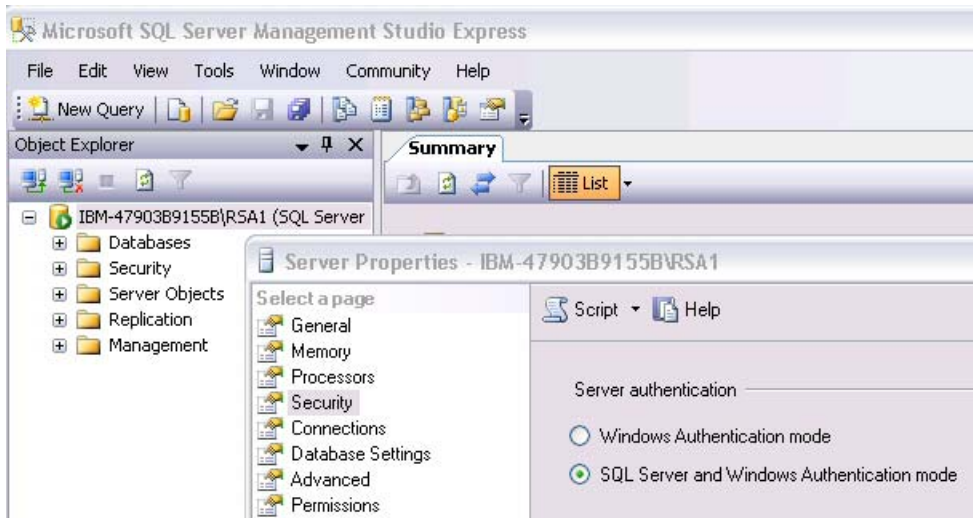 Microsoft SQL Server Management Studio Express
File Edit View Tools Window Community Help
New Query
Object Explorer
Summary
List
IBM-47903B9155B\RSA1 (SQL Server
Databases
Security
Server Objects
Replication
Management
Server Properties - IBM-47903B9155B\RSA1
Select a page
General
Memory
Processors
Security
Connections
Database Settings
Advanced
Permissions
Script Help
Server authentication
Windows Authentication mode
SQL Server and Windows Authentication mode